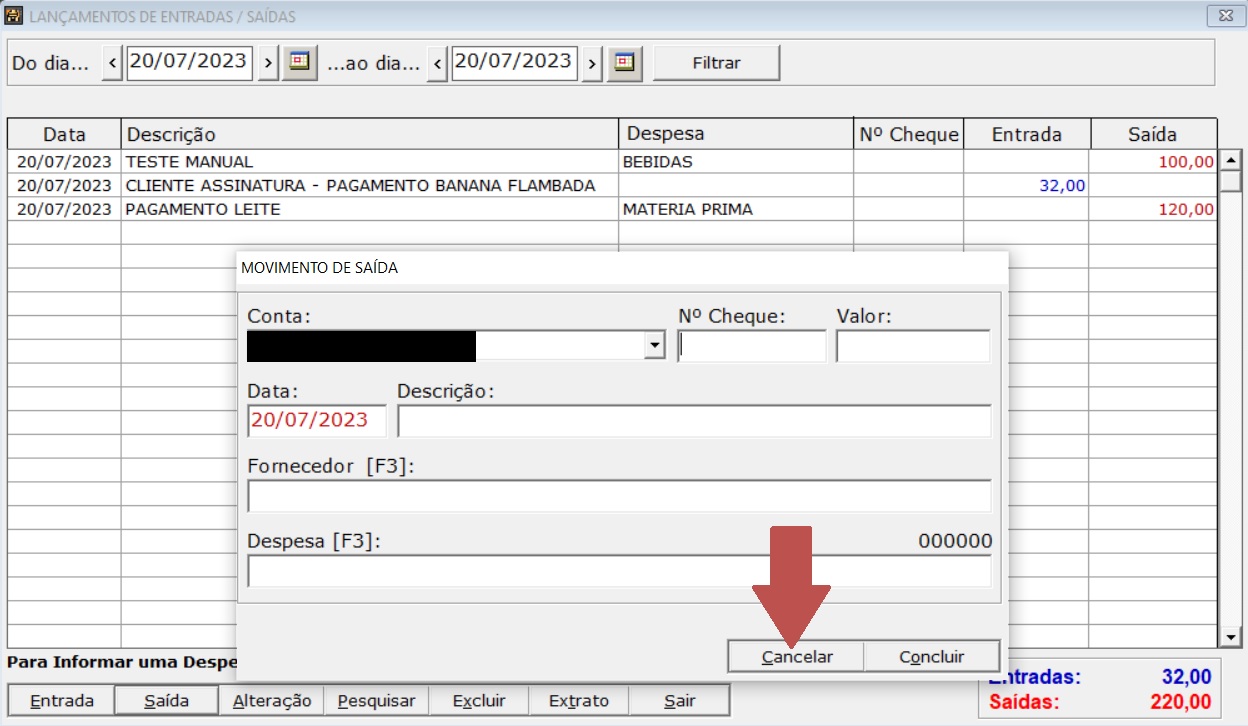 LANÇAMENTOS DE ENTRADAS / SAÍDAS
Do dia... < 20/07/2023 > ...ao dia... < 20/07/2023 > Filtrar
Data Descrição Despesa Nº Cheque Entrada Saída
20/07/2023 TESTE MANUAL BEBIDAS 100,00
20/07/2023 CLIENTE ASSINATURA - PAGAMENTO BANANA FLAMBADA 32,00
20/07/2023 PAGAMENTO LEITE MATERIA PRIMA 120,00
MOVIMENTO DE SAÍDA
Conta: Nº Cheque: Valor:
Data: Descrição:
20/07/2023
Fornecedor [F3]:
Despesa [F3]: 000000
Cancelar Concluir
Para Informar uma Despe
Entradas: 32,00
Entrada Saída Alteração Pesquisar Excluir Extrato Sair
Saídas: 220,00